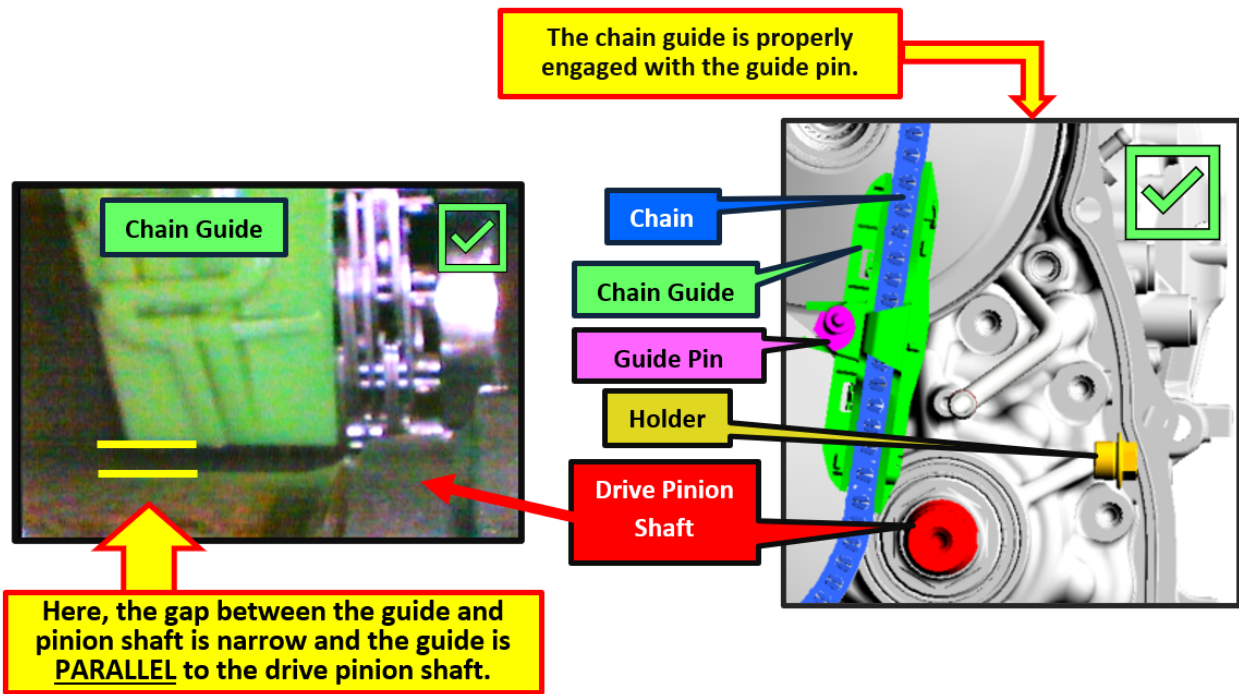 The chain guide is properly
engaged with the guide pin.
Chain Guide
Chain
Chain Guide
Guide Pin
Holder
Drive Pinion
Shaft
Here, the gap between the guide and
pinion shaft is narrow and the guide is
PARALLEL to the drive pinion shaft.